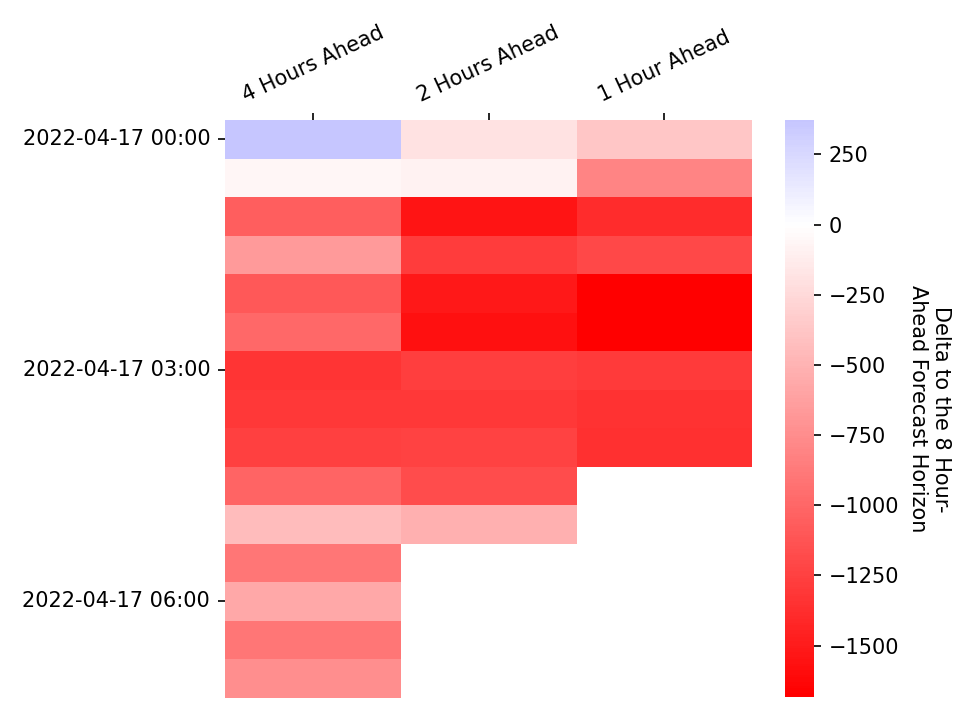 4 Hours Ahead
2 Hours Ahead
1 Hour Ahead
2022-04-17 00:00
2022-04-17 03:00
2022-04-17 06:00
250
0
−250
−500
−750
−1000
−1250
−1500
Delta to the 8 Hour-
Ahead Forecast Horizon